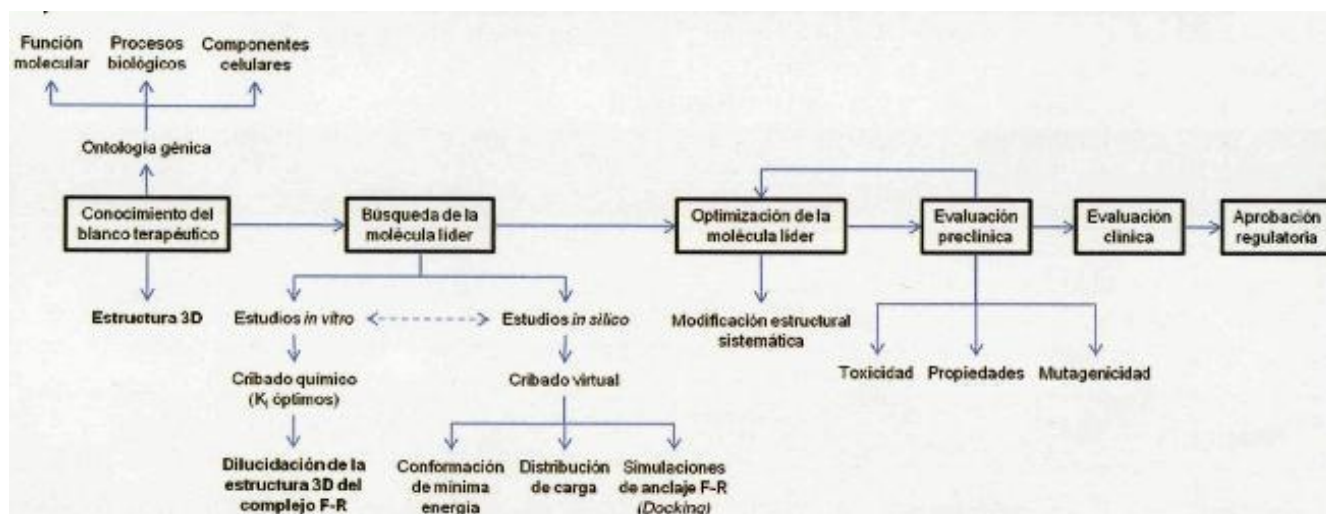 Función
molecular
Procesos
biológicos
Componentes
celulares
Ontología génica
Conocimiento del
blanco terapéutico
Búsqueda de la
molécula líder
Optimización de la
molécula líder
Evaluación
preclínica
Evaluación
clínica
Aprobación
regulatoria
Estructura 3D
Estudios in vitro
Estudios in silico
Modificación estructural
sistemática
Toxicidad
Propiedades
Mutagenicidad
Cribado químico
(Ki óptimos)
Cribado virtual
Dilucidación de la
estructura 3D del
complejo F-R
Conformación
de mínima
energía
Distribución
de carga
Simulaciones
de anclaje F-R
(Docking)